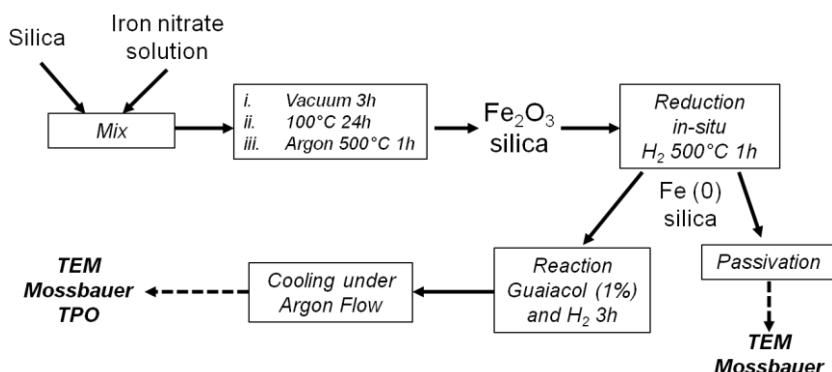 Silica
Iron nitrate
solution
Mix
i. Vacuum 3h
ii. 100°C 24h
iii. Argon 500°C 1h
Fe₂O₃
silica
Reduction
in-situ
H₂ 500°C 1h
Fe (0)
silica
Passivation
TEM
Mossbauer
Reaction
Guaiacol (1%)
and H₂ 3h
Cooling under
Argon Flow
TEM
Mossbauer
TPO